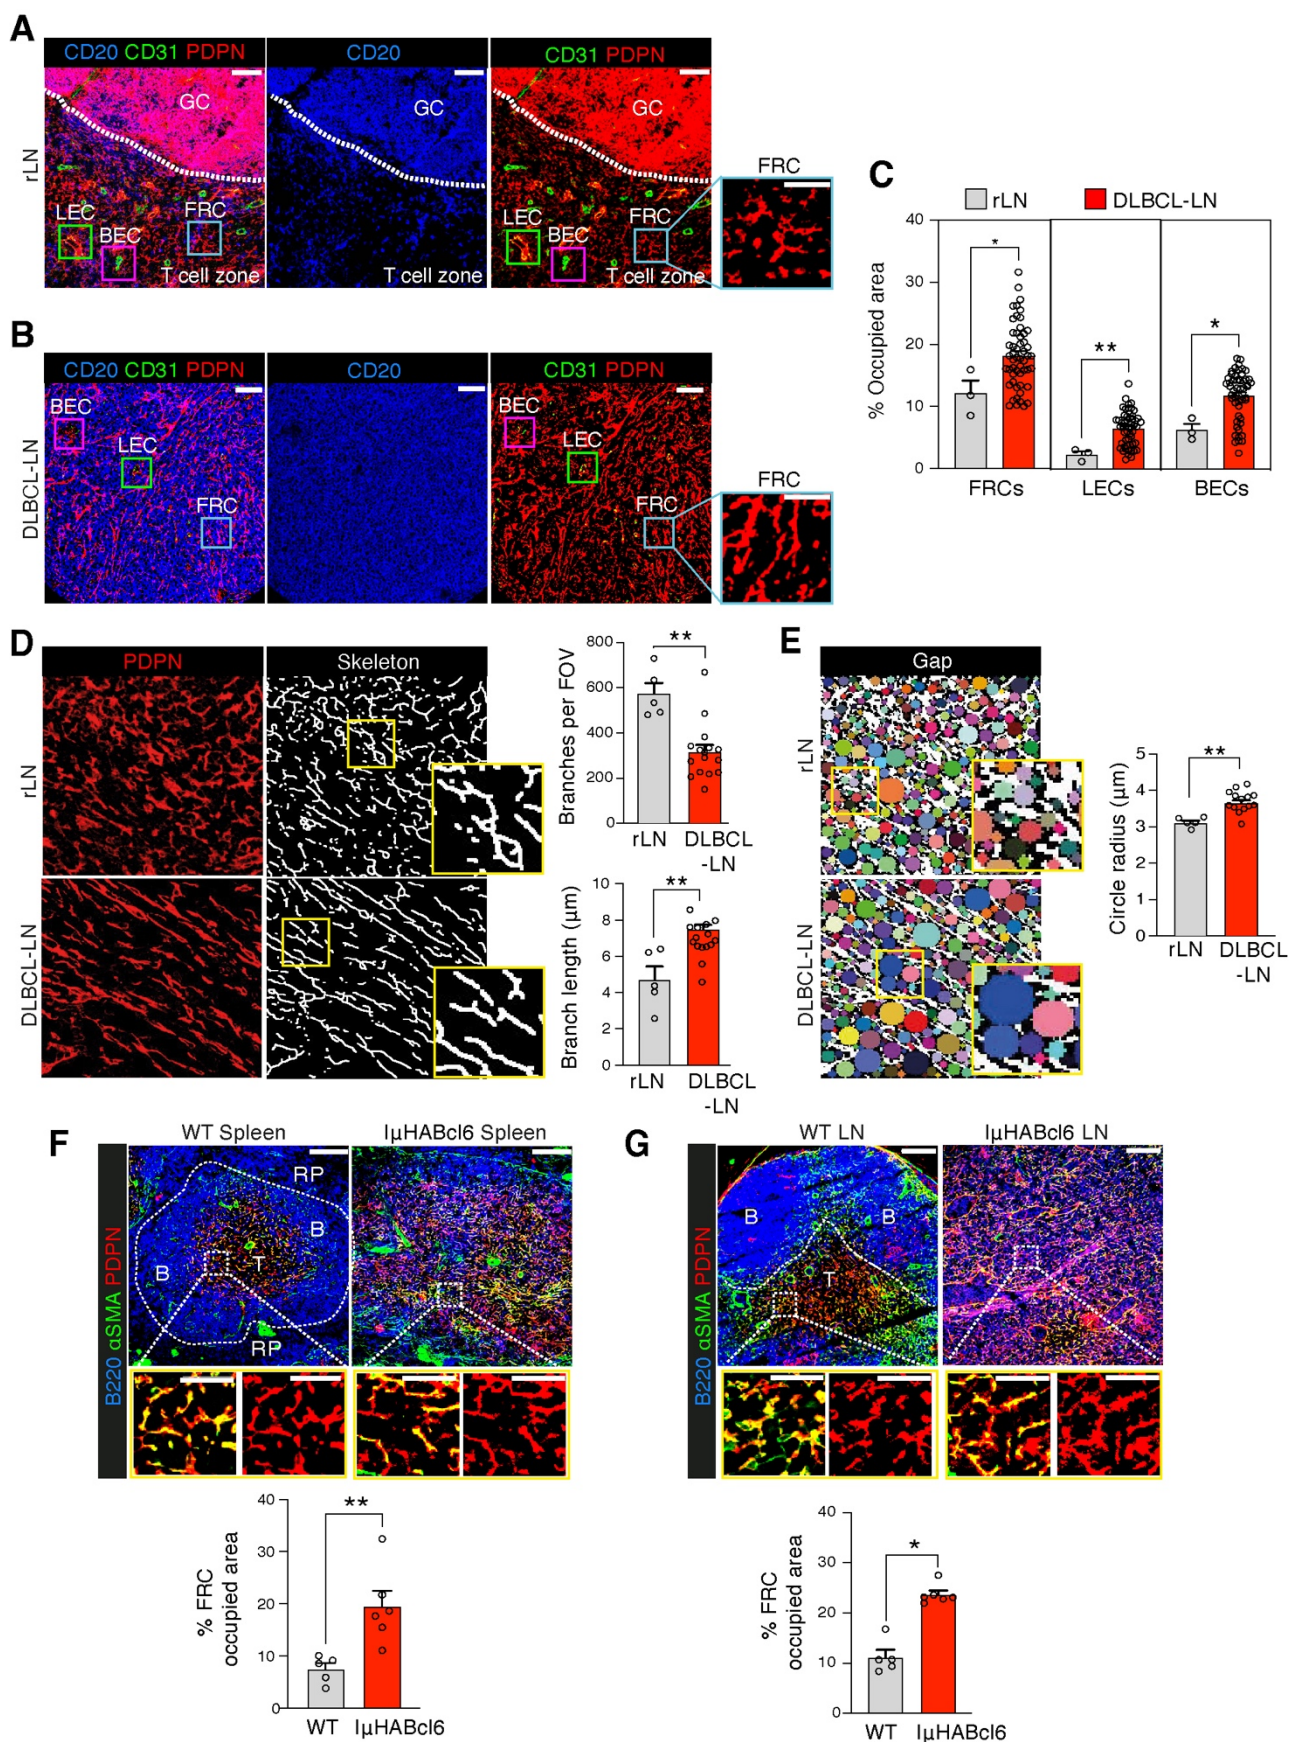 A
CD20 CD31 PDPN
CD20
CD31 PDPN
rLN
GC
GC
GC
LEC
BEC
FRC
T cell zone
T cell zone
LEC
BEC
FRC
T cell zone
FRC
B
CD20 CD31 PDPN
CD20
CD31 PDPN
DLBCL-LN
BEC
LEC
FRC
BEC
LEC
FRC
FRC
C
rLN
DLBCL-LN
% Occupied area
40
30
20
10
0
*
**
*
FRCs
LECs
BECs
D
PDPN
Skeleton
rLN
DLBCL-LN
Branches per FOV
800
600
400
200
0
**
rLN
DLBCL
-LN
Branch length (µm)
10
8
6
4
2
0
**
rLN
DLBCL
-LN
E
Gap
rLN
DLBCL-LN
Circle radius (µm)
5
4
3
2
1
0
**
rLN
DLBCL
-LN
F
WT Spleen
IµHABcl6 Spleen
B220 αSMA PDPN
RP
B
T
B
RP
% FRC
occupied area
40
30
20
10
0
**
WT
IµHABcl6
G
WT LN
IµHABcl6 LN
B220 αSMA PDPN
B
B
T
% FRC
occupied area
40
30
20
10
0
*
WT
IµHABcl6